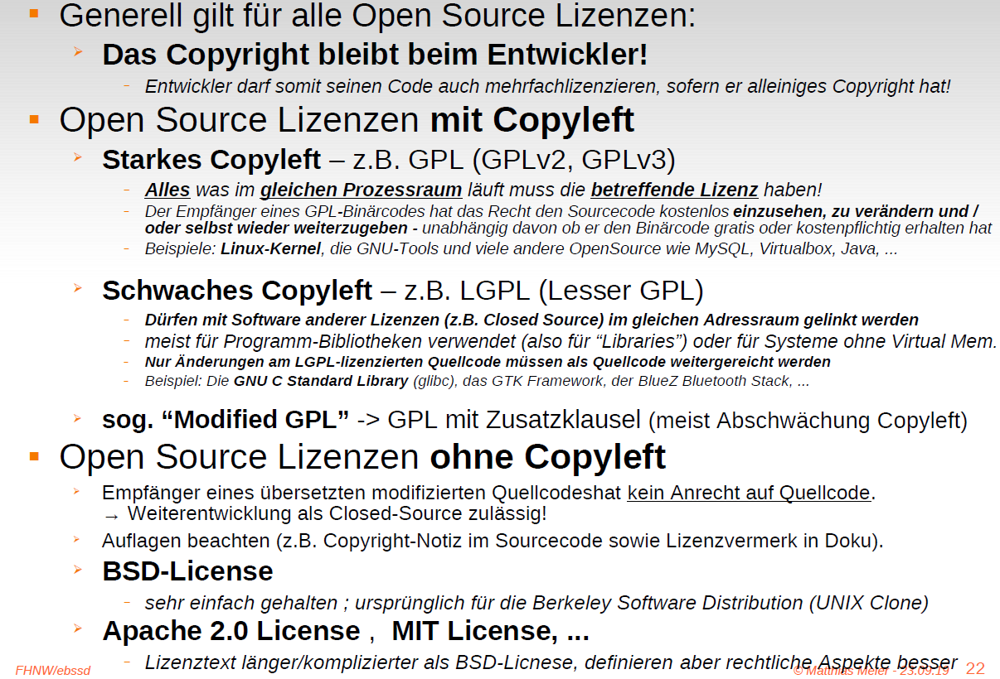 Generell gilt für alle Open Source Lizenzen:
Das Copyright bleibt beim Entwickler!
– Entwickler darf somit seinen Code auch mehrfachlizenzieren, sofern er alleiniges Copyright hat!
Open Source Lizenzen mit Copyleft
Starkes Copyleft – z.B. GPL (GPLv2, GPLv3)
– Alles was im gleichen Prozessraum läuft muss die betreffende Lizenz haben!
– Der Empfänger eines GPL-Binärcodes hat das Recht den Sourcecode kostenlos einzusehen, zu verändern und /
oder selbst wieder weiterzugeben - unabhängig davon ob er den Binärcode gratis oder kostenpflichtig erhalten hat
– Beispiele: Linux-Kernel, die GNU-Tools und viele andere OpenSource wie MySQL, Virtualbox, Java, ...
Schwaches Copyleft – z.B. LGPL (Lesser GPL)
– Dürfen mit Software anderer Lizenzen (z.B. Closed Source) im gleichen Adressraum gelinkt werden
– meist für Programm-Bibliotheken verwendet (also für “Libraries”) oder für Systeme ohne Virtual Mem.
– Nur Änderungen am LGPL-lizenzierten Quellcode müssen als Quellcode weitergereicht werden
– Beispiel: Die GNU C Standard Library (glibc), das GTK Framework, der BlueZ Bluetooth Stack, ...
sog. “Modified GPL” -> GPL mit Zusatzklausel (meist Abschwächung Copyleft)
Open Source Lizenzen ohne Copyleft
Empfänger eines übersetzten modifizierten Quellcodeshat kein Anrecht auf Quellcode.
→ Weiterentwicklung als Closed-Source zulässig!
Auflagen beachten (z.B. Copyright-Notiz im Sourcecode sowie Lizenzvermerk in Doku).
BSD-License
– sehr einfach gehalten ; ursprünglich für die Berkeley Software Distribution (UNIX Clone)
Apache 2.0 License , MIT License, ...
– Lizenztext länger/komplizierter als BSD-Licnese, definieren aber rechtliche Aspekte besser
FHNW/ebssd © Matthias Meier - 23.09.19 22